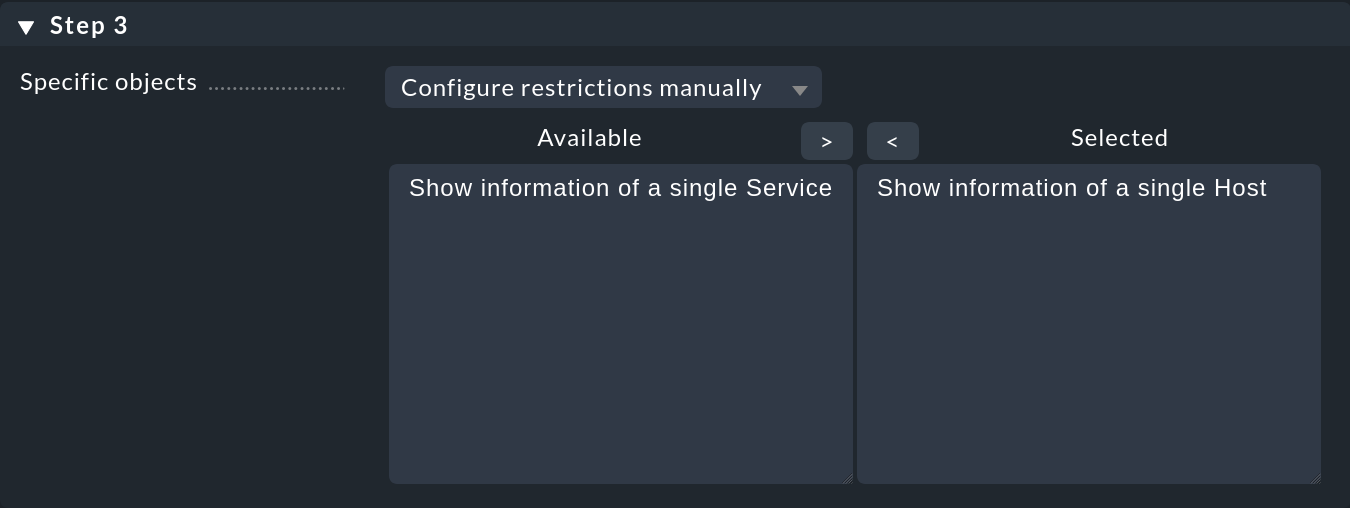 Step 3
Specific objects
Configure restrictions manually
Available > < Selected
Show information of a single Service
Show information of a single Host